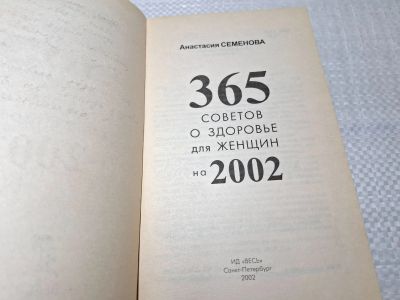 Анастасия СЕМЕНОВА
365
СОВЕТОВ
О ЗДОРОВЬЕ
для ЖЕНЩИН
на 2002
ИД «ВЕСЬ»
Санкт-Петербург
2002